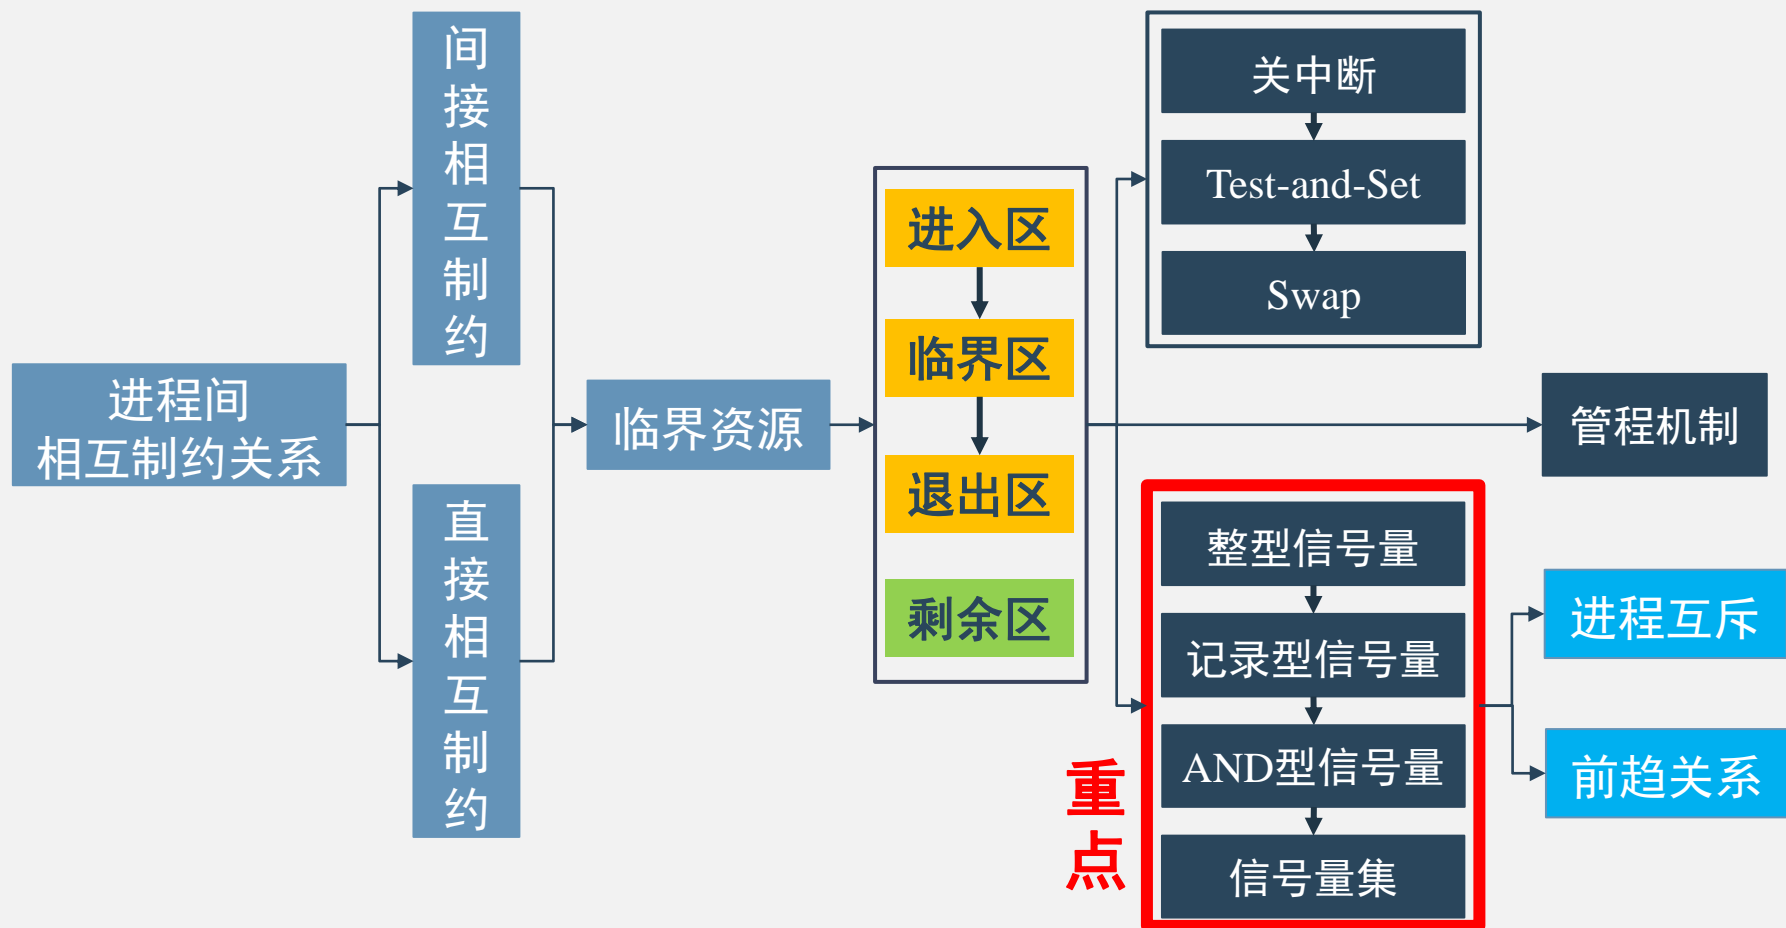 进程间
相互制约关系
间接相互制约
直接相互制约
临界资源
进入区
临界区
退出区
剩余区
关中断
Test-and-Set
Swap
管程机制
重点
整型信号量
记录型信号量
AND型信号量
信号量集
进程互斥
前趋关系